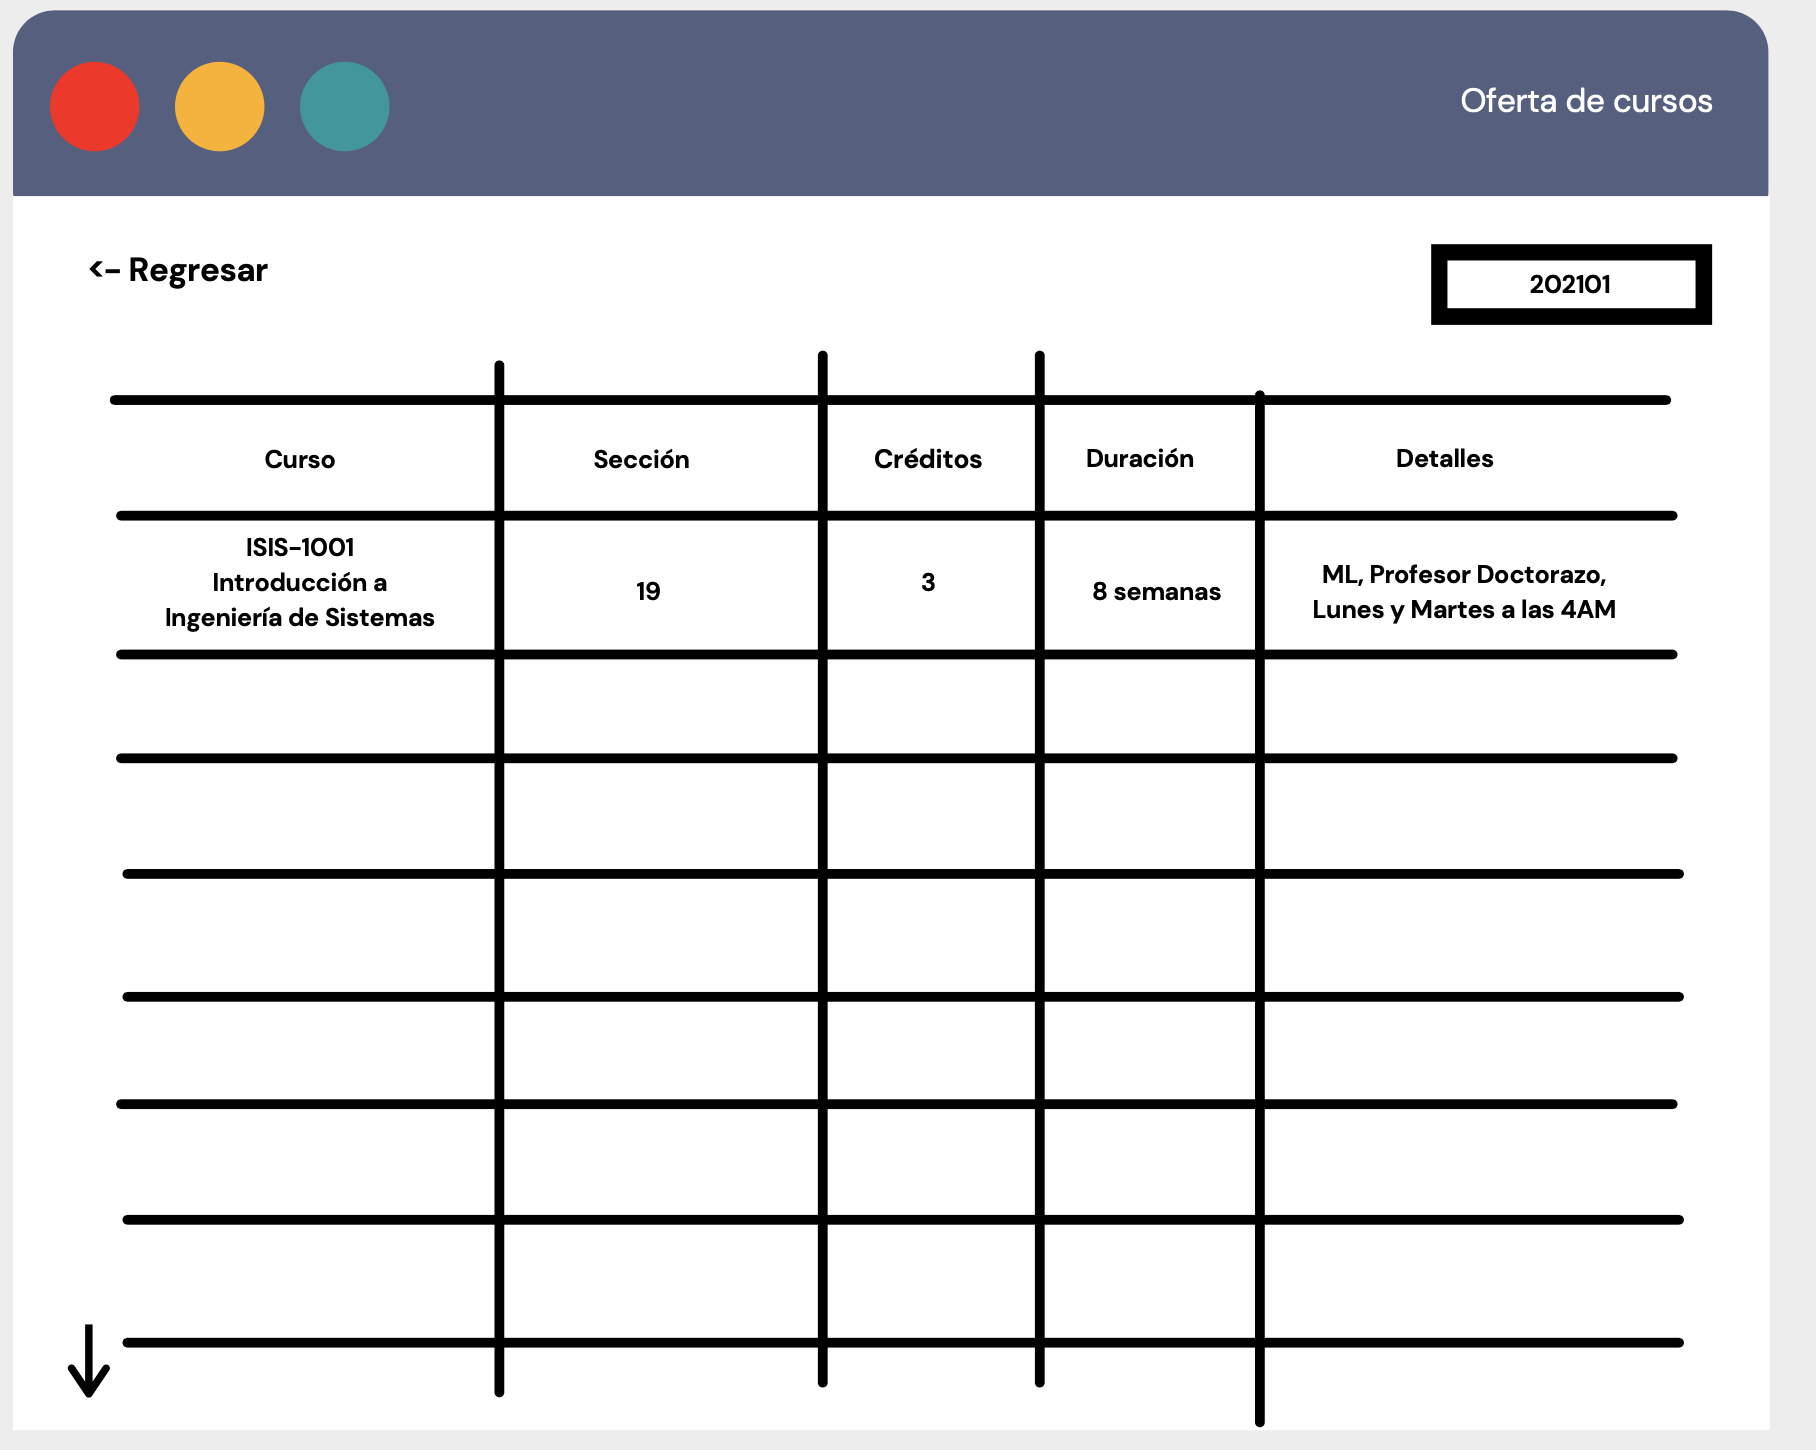 Oferta de cursos
<- Regresar
202101
Curso
Sección
Créditos
Duración
Detalles
ISIS-1001
Introducción a
Ingeniería de Sistemas
19
3
8 semanas
ML, Profesor Doctorazo,
Lunes y Martes a las 4AM